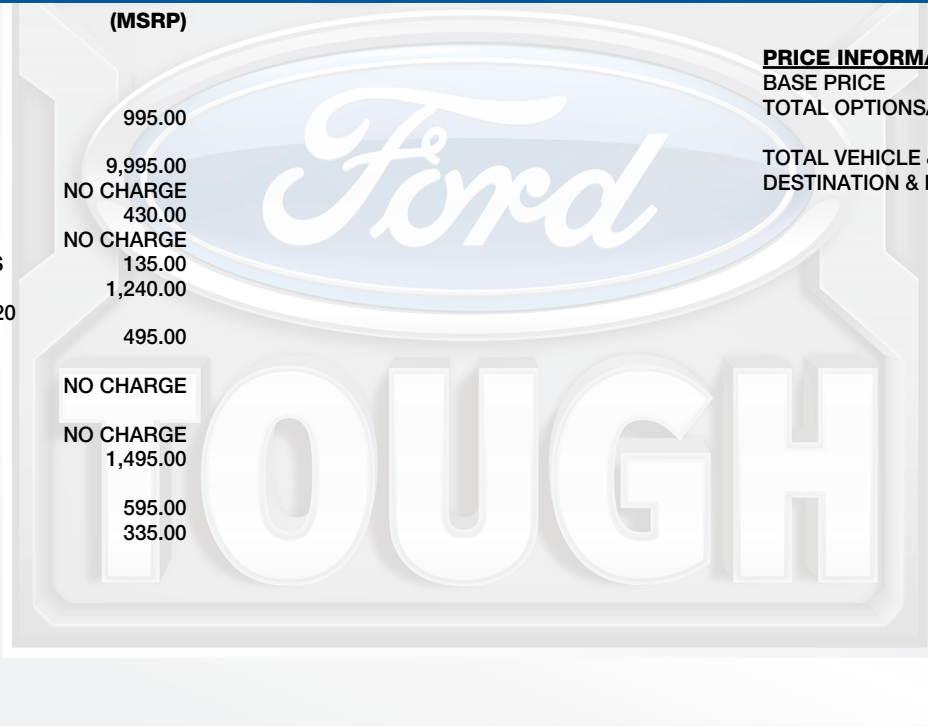 (MSRP)
995.00
9,995.00
NO CHARGE
430.00
NO CHARGE
S 135.00
1,240.00
20
495.00
NO CHARGE
NO CHARGE
1,495.00
595.00
335.00
PRICE INFORMA
BASE PRICE
TOTAL OPTIONS
TOTAL VEHICLE &
DESTINATION &
Ford
TOUGH